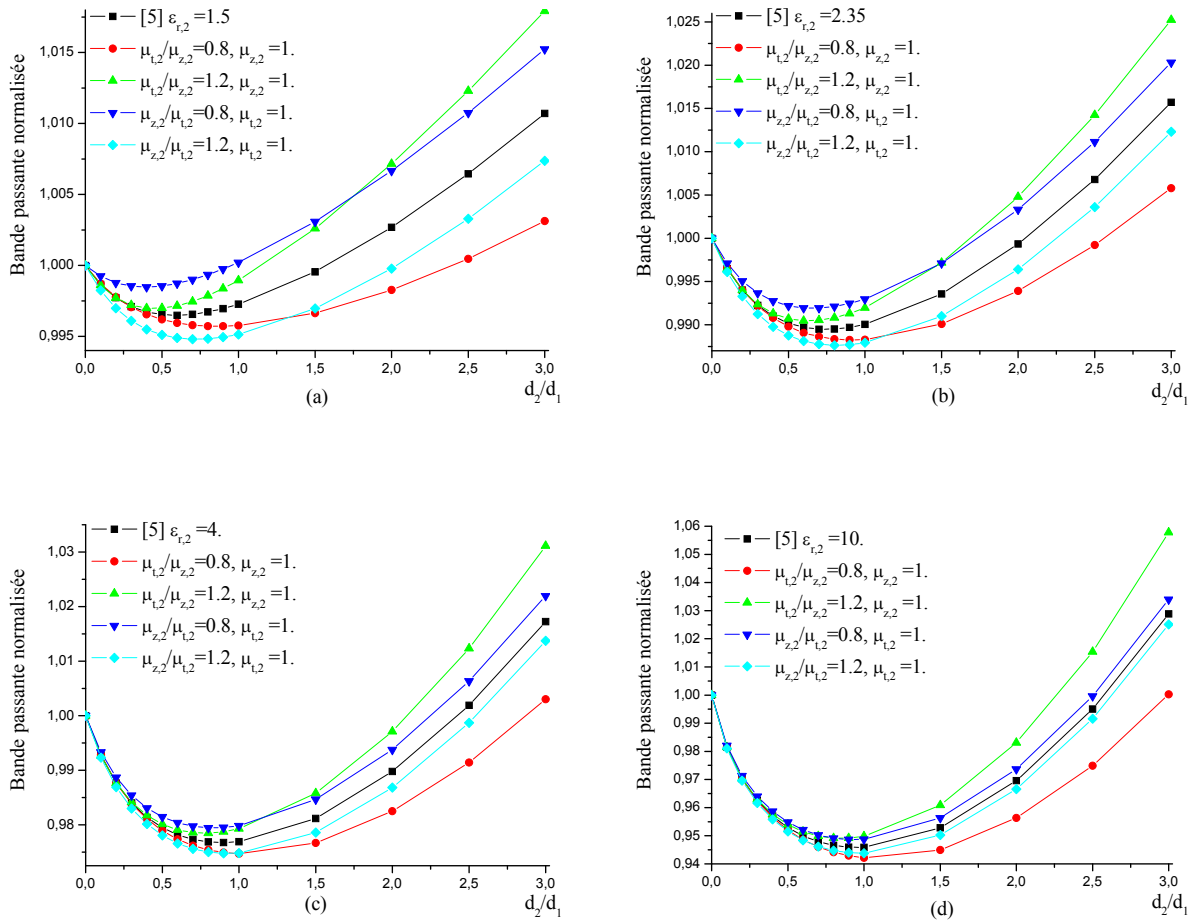 [5] εr,2 =1.5
μt,2/μz,2=0.8, μz,2=1.
μt,2/μz,2=1.2, μz,2=1.
μz,2/μt,2=0.8, μt,2=1.
μz,2/μt,2=1.2, μt,2=1.
Bande passante normalisée
1,015
1,010
1,005
1,000
0,995
0,0 0,5 1,0 1,5 2,0 2,5 3,0
d2/d1
(a)
[5] εr,2 =2.35
μt,2/μz,2=0.8, μz,2=1.
μt,2/μz,2=1.2, μz,2=1.
μz,2/μt,2=0.8, μt,2=1.
μz,2/μt,2=1.2, μt,2=1.
Bande passante normalisée
1,025
1,020
1,015
1,010
1,005
1,000
0,995
0,990
0,0 0,5 1,0 1,5 2,0 2,5 3,0
d2/d1
(b)
[5] εr,2 =4.
μt,2/μz,2=0.8, μz,2=1.
μt,2/μz,2=1.2, μz,2=1.
μz,2/μt,2=0.8, μt,2=1.
μz,2/μt,2=1.2, μt,2=1.
Bande passante normalisée
1,03
1,02
1,01
1,00
0,99
0,98
0,0 0,5 1,0 1,5 2,0 2,5 3,0
d2/d1
(c)
[5] εr,2 =10.
μt,2/μz,2=0.8, μz,2=1.
μt,2/μz,2=1.2, μz,2=1.
μz,2/μt,2=0.8, μt,2=1.
μz,2/μt,2=1.2, μt,2=1.
Bande passante normalisée
1,06
1,05
1,04
1,03
1,02
1,01
1,00
0,99
0,98
0,97
0,96
0,95
0,94
0,0 0,5 1,0 1,5 2,0 2,5 3,0
d2/d1
(d)